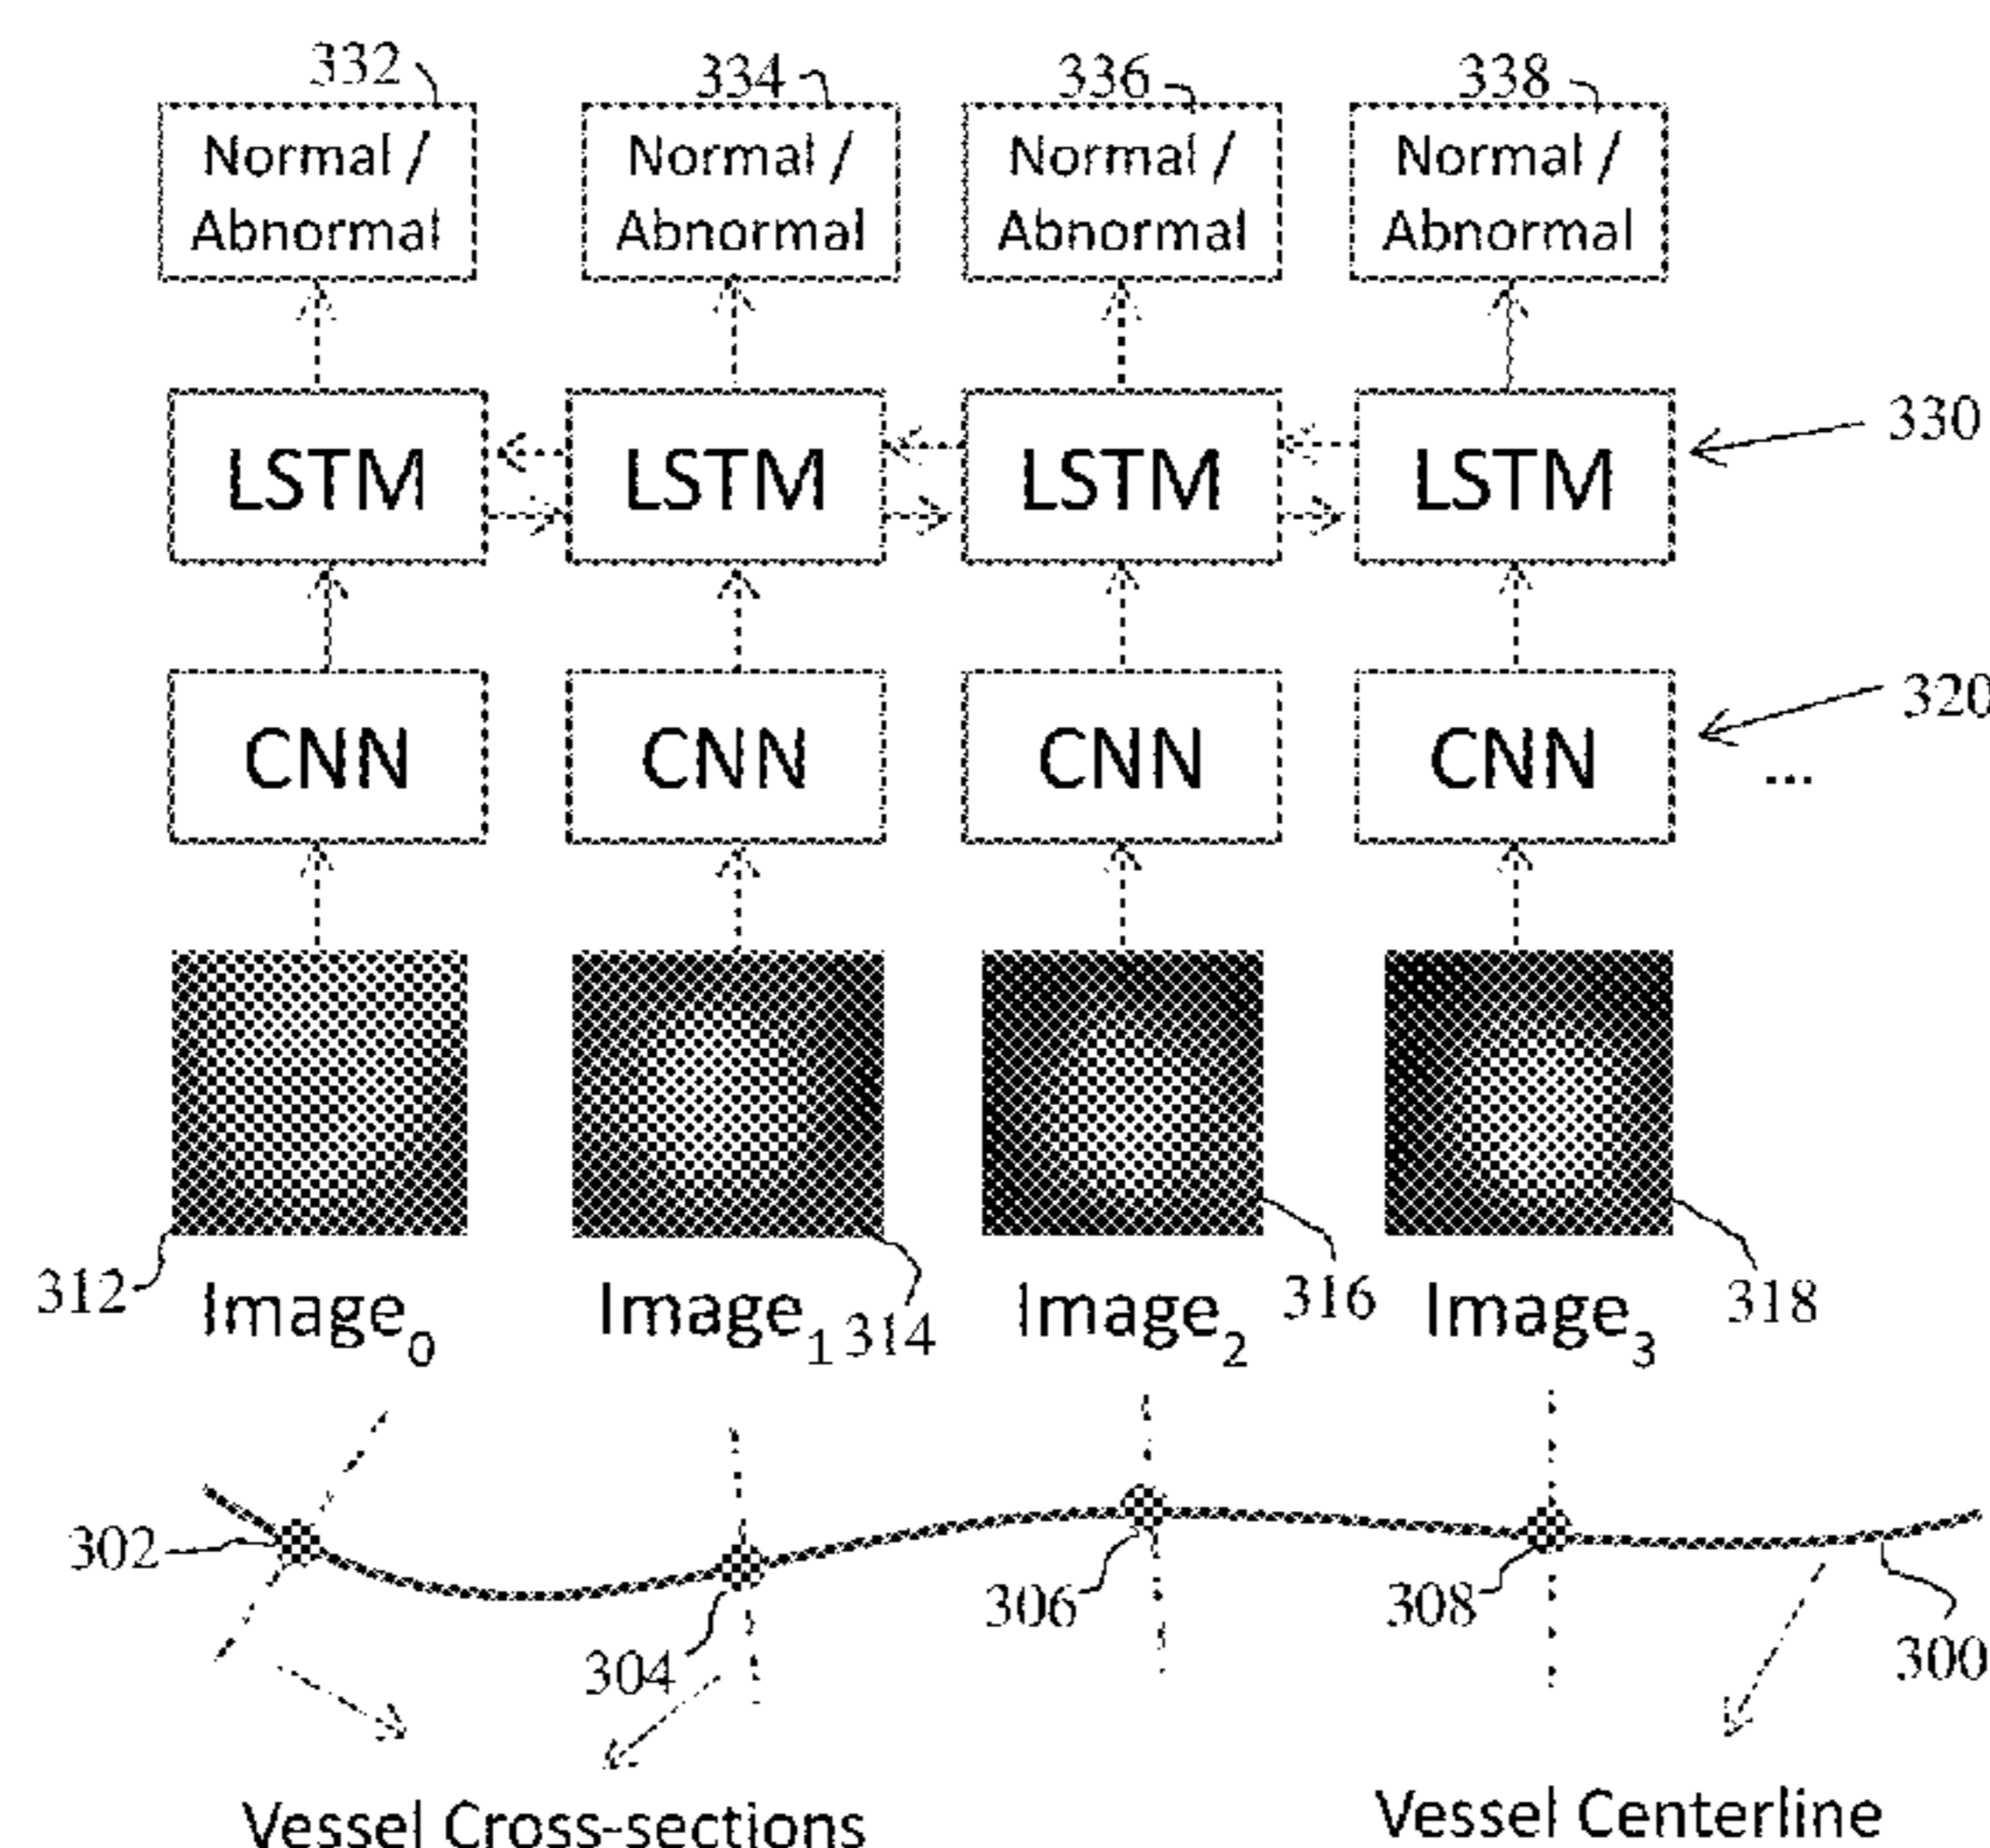 332 334 336 338
Normal / Normal / Normal / Normal /
Abnormal Abnormal Abnormal Abnormal
LSTM LSTM LSTM LSTM 330
CNN CNN CNN CNN 320
...
312 Image0 Image1 314 Image2 316 Image3 318
302 304 306 308 300
Vessel Cross-sections Vessel Centerline